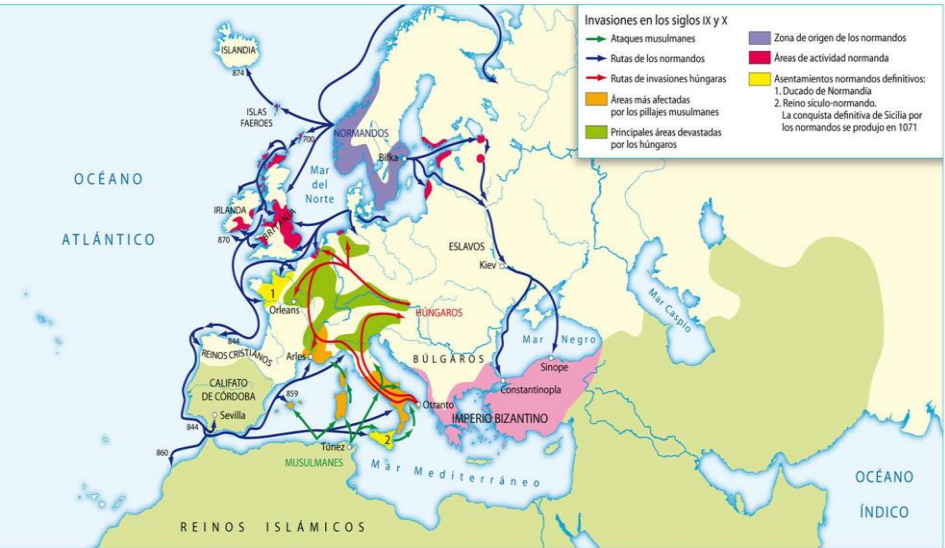 Invasiones en los siglos IX y X
Ataques musulmanes
Rutas de los normandos
Rutas de invasiones húngaras
Áreas más afectadas
por los pillajes musulmanes
Principales áreas devastadas
por los húngaros
Zona de origen de los normandos
Áreas de actividad normanda
Asentamientos normandos definitivos:
1. Ducado de Normandía
2. Reino sículo-normando.
La conquista definitiva de Sicilia por
los normandos se produjo en 1071
ISLANDIA
874
ISLAS
FAEROES
700
NORMANDOS
Bifka
Mar
del
Norte
OCÉANO
ATLÁNTICO
IRLANDA
BRITANIA
870
ESLAVOS
Kiev
1
Orleans
HÚNGAROS
Mar Caspio
844
REINOS CRISTIANOS
Arles
BÚLGAROS
Mar Negro
Sinope
CALIFATO
DE CÓRDOBA
859
Constantinopla
Sevilla
Otranto
IMPERIO BIZANTINO
844
860
2
Túnez
MUSULMANES
Mar Mediterráneo
REINOS ISLÁMICOS
OCÉANO
ÍNDICO